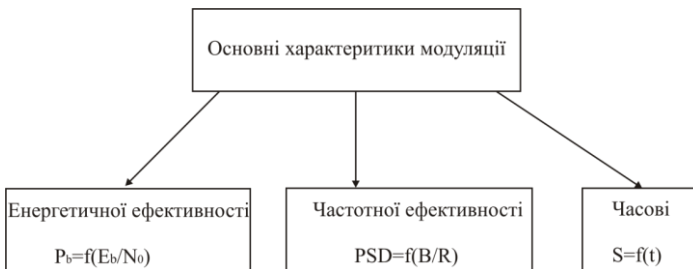 Основні характеритики модуляції
Енергетичної ефективності
Pb=f(Eb/N0)
Частотної ефективності
PSD=f(B/R)
Часові
S=f(t)